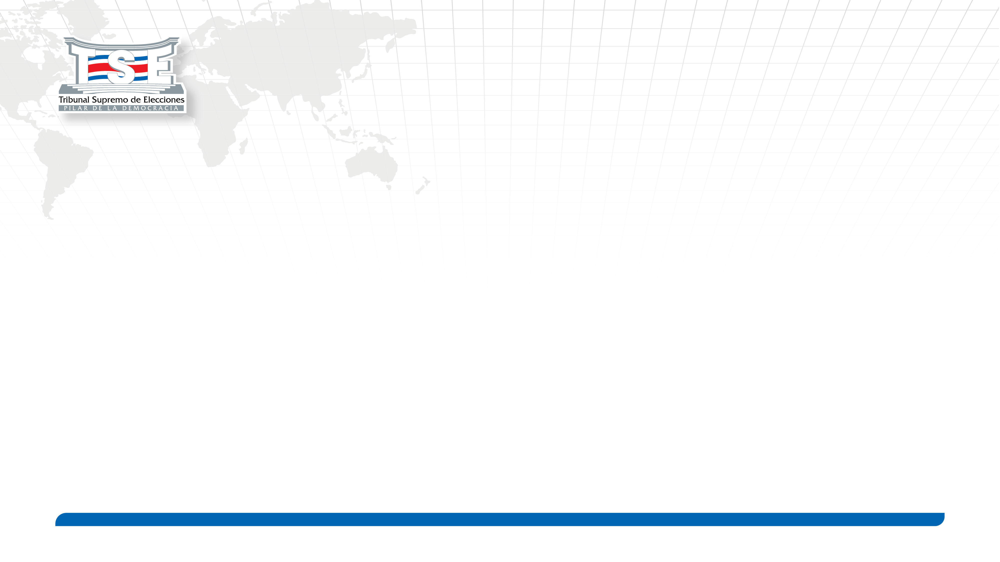 TSE
Tribunal Supremo de Elecciones
PILAR DE LA DEMOCRACIA